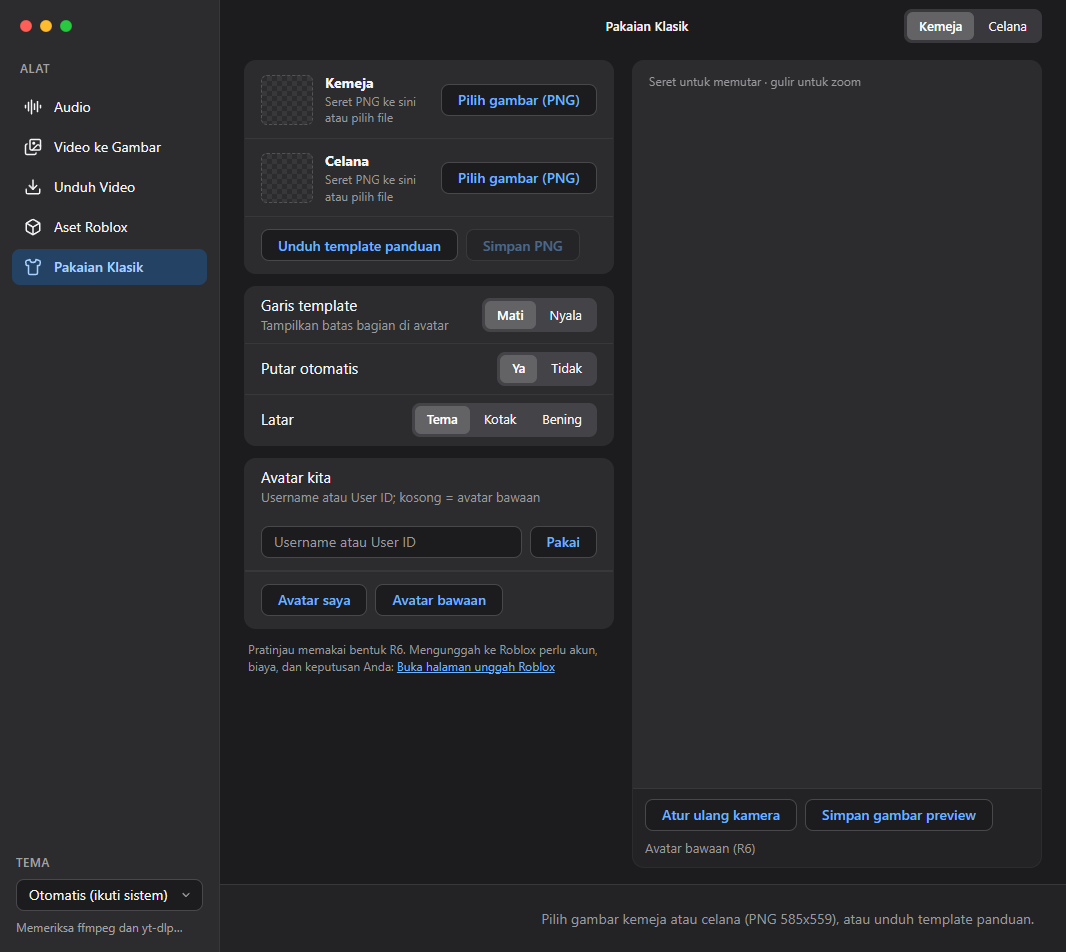 ALAT
Audio
Video ke Gambar
Unduh Video
Aset Roblox
Pakaian Klasik
TEMA
Otomatis (ikuti sistem)
Memeriksa ffmpeg dan yt-dlp...
Pakaian Klasik
Kemeja
Celana
Kemeja
Seret PNG ke sini
atau pilih file
Pilih gambar (PNG)
Celana
Seret PNG ke sini
atau pilih file
Pilih gambar (PNG)
Unduh template panduan
Simpan PNG
Garis template
Tampilkan batas bagian di avatar
Mati
Nyala
Putar otomatis
Ya
Tidak
Latar
Tema
Kotak
Bening
Avatar kita
Username atau User ID; kosong = avatar bawaan
Username atau User ID
Pakai
Avatar saya
Avatar bawaan
Pratinjau memakai bentuk R6. Mengunggah ke Roblox perlu akun,
biaya, dan keputusan Anda: Buka halaman unggah Roblox
Seret untuk memutar · gulir untuk zoom
Atur ulang kamera
Simpan gambar preview
Avatar bawaan (R6)
Pilih gambar kemeja atau celana (PNG 585x559), atau unduh template panduan.